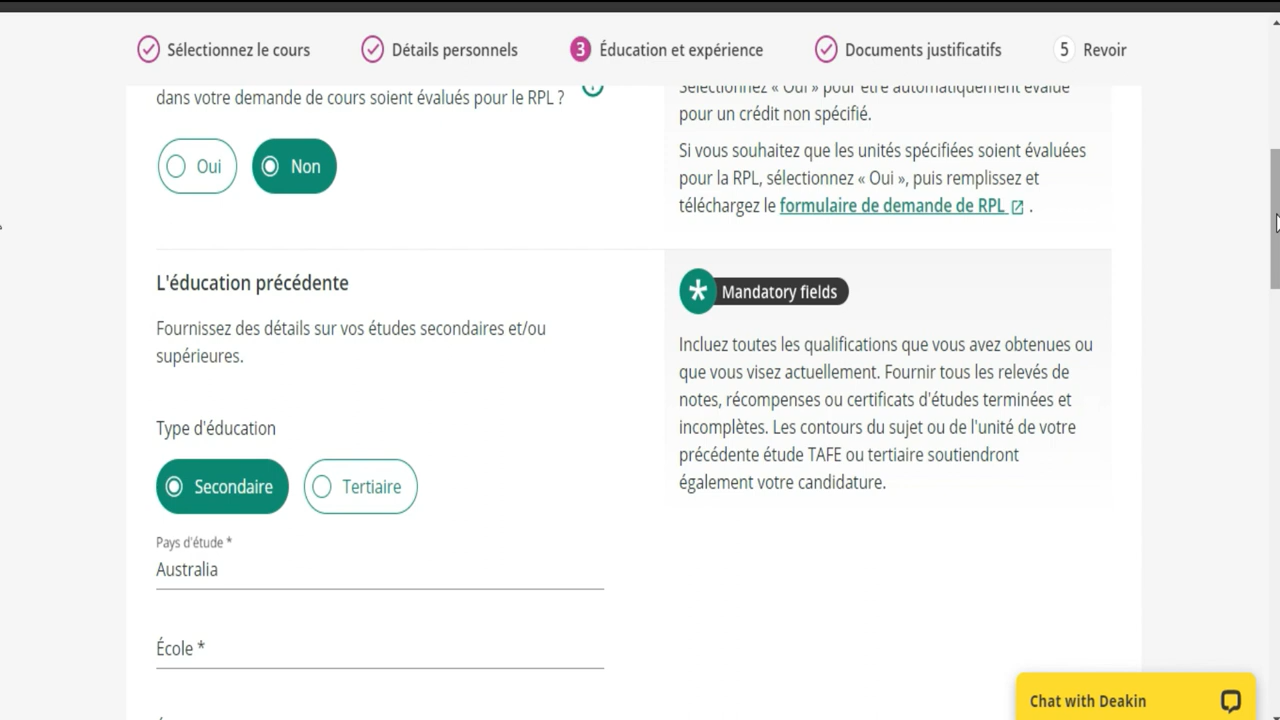 Sélectionnez le cours
Détails personnels
3 Éducation et expérience
Documents justificatifs
5 Revoir
dans votre demande de cours soient évalués pour le RPL ?
Oui
Non
Sélectionnez « Oui » pour être automatiquement évalué
pour un crédit non spécifié.
Si vous souhaitez que les unités spécifiées soient évaluées
pour la RPL, sélectionnez « Oui », puis remplissez et
téléchargez le formulaire de demande de RPL .
L'éducation précédente
Fournissez des détails sur vos études secondaires et/ou
supérieures.
Type d'éducation
Secondaire
Tertiaire
Pays d'étude *
Australia
École *
* Mandatory fields
Incluez toutes les qualifications que vous avez obtenues ou
que vous visez actuellement. Fournir tous les relevés de
notes, récompenses ou certificats d'études terminées et
incomplètes. Les contours du sujet ou de l'unité de votre
précédente étude TAFE ou tertiaire soutiendront
également votre candidature.
Chat with Deakin